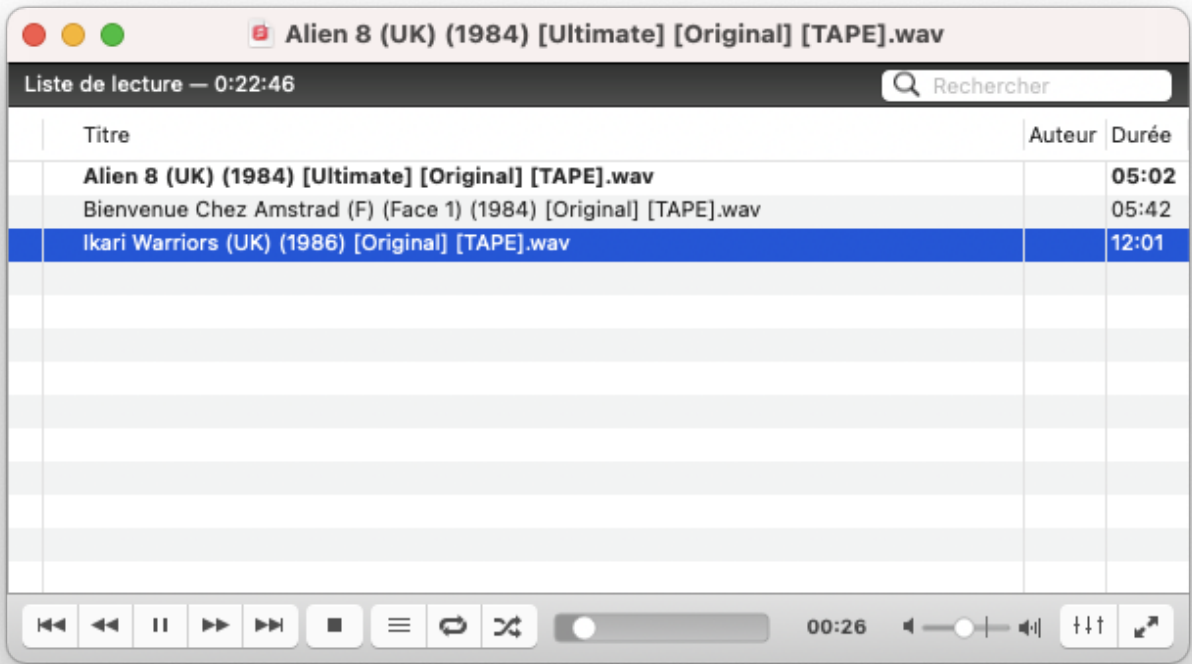 Alien 8 (UK) (1984) [Ultimate] [Original] [TAPE].wav
Liste de lecture — 0:22:46 Rechercher
Titre Auteur Durée
Alien 8 (UK) (1984) [Ultimate] [Original] [TAPE].wav 05:02
Bienvenue Chez Amstrad (F) (Face 1) (1984) [Original] [TAPE].wav 05:42
Ikari Warriors (UK) (1986) [Original] [TAPE].wav 12:01
00:26